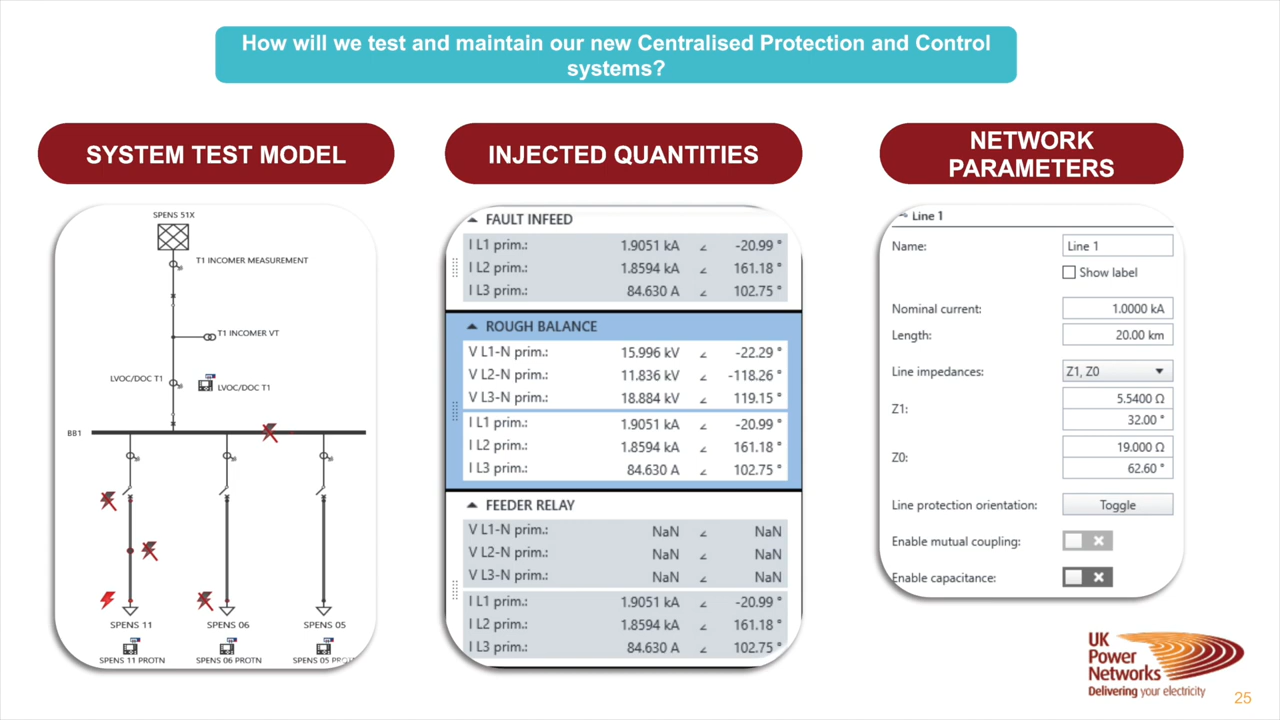 How will we test and maintain our new Centralised Protection and Control
systems?
SYSTEM TEST MODEL
SPENS 51X
T1 INCOMER MEASUREMENT
T1 INCOMER VT
LVOC/DOC T1
LVOC/DOC T1
BB1
SPENS 11
SPENS 06
SPENS 05
SPENS 11 PROTN
SPENS 06 PROTN
SPENS 05 PROTN
INJECTED QUANTITIES
FAULT INFEED
I L1 prim.: 1.9051 kA ∠ -20.99 °
I L2 prim.: 1.8594 kA ∠ 161.18 °
I L3 prim.: 84.630 A ∠ 102.75 °
ROUGH BALANCE
V L1-N prim.: 15.996 kV ∠ -22.29 °
V L2-N prim.: 11.836 kV ∠ -118.26 °
V L3-N prim.: 18.884 kV ∠ 119.15 °
I L1 prim.: 1.9051 kA ∠ -20.99 °
I L2 prim.: 1.8594 kA ∠ 161.18 °
I L3 prim.: 84.630 A ∠ 102.75 °
FEEDER RELAY
V L1-N prim.: NaN ∠ NaN
V L2-N prim.: NaN ∠ NaN
V L3-N prim.: NaN ∠ NaN
I L1 prim.: 1.9051 kA ∠ -20.99 °
I L2 prim.: 1.8594 kA ∠ 161.18 °
I L3 prim.: 84.630 A ∠ 102.75 °
NETWORK
PARAMETERS
Line 1
Name: Line 1
Show label
Nominal current: 1.0000 kA
Length: 20.00 km
Line impedances: Z1, Z0
Z1: 5.5400 Ω
32.00 °
Z0: 19.000 Ω
62.60 °
Line protection orientation: Toggle
Enable mutual coupling:
Enable capacitance:
UK
Power
Networks
Delivering your electricity
25